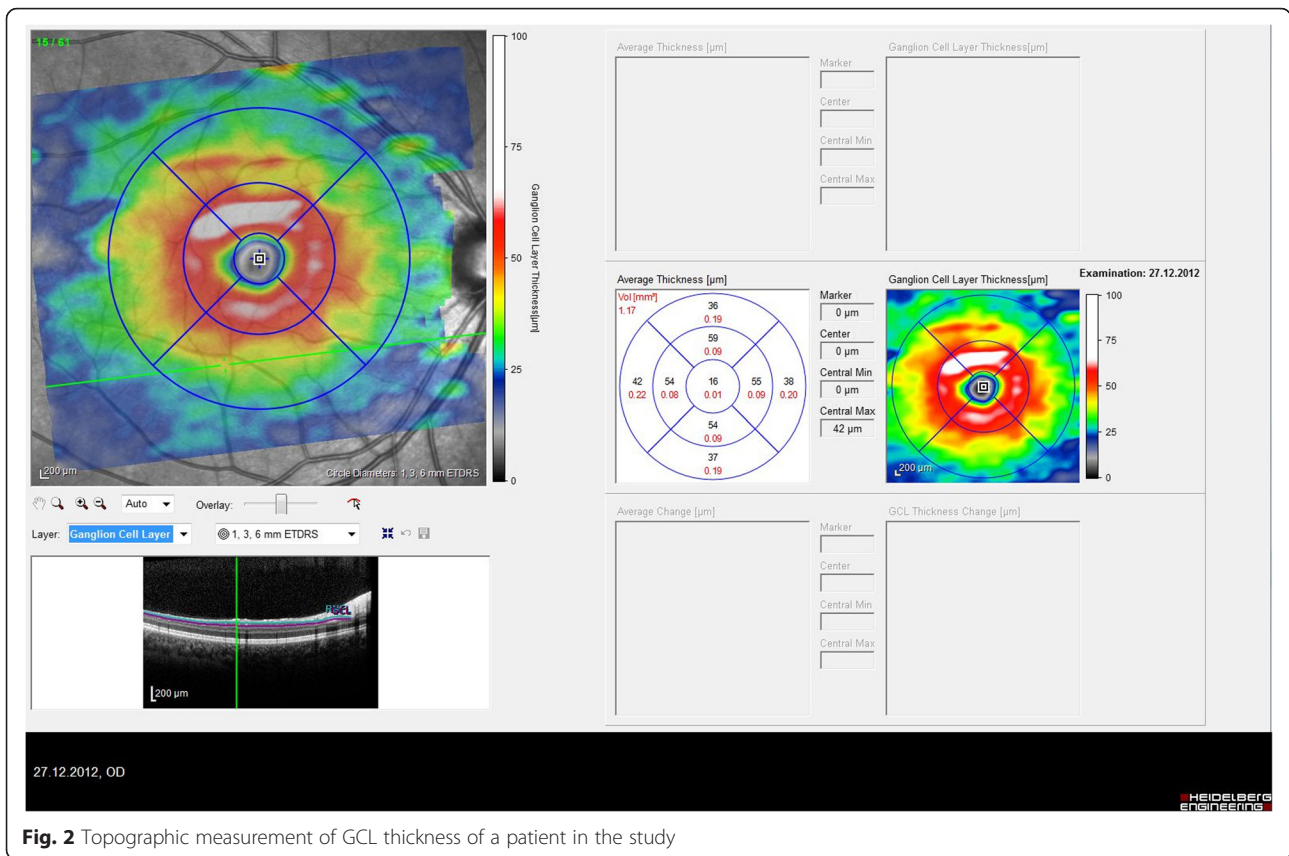 15 / 61
100
75
50
25
0
Ganglion Cell Layer Thickness[µm]
200 µm
Circle Diameters: 1, 3, 6 mm ETDRS
Auto
Overlay:
Layer:
Ganglion Cell Layer
1, 3, 6 mm ETDRS
200 µm
Average Thickness [µm]
Marker
Center
Central Min
Central Max
Ganglion Cell Layer Thickness[µm]
Average Thickness [µm]
Vol [mm³]
1.17
36
0.19
59
0.09
42
0.22
54
0.08
16
0.01
55
0.09
38
0.20
54
0.09
37
0.19
Marker
0 µm
Center
0 µm
Central Min
0 µm
Central Max
42 µm
Ganglion Cell Layer Thickness[µm]
Examination: 27.12.2012
100
75
50
25
0
200 µm
Average Change [µm]
Marker
Center
Central Min
Central Max
GCL Thickness Change [µm]
27.12.2012, OD
HEIDELBERG
ENGINEERING
Fig. 2 Topographic measurement of GCL thickness of a patient in the study